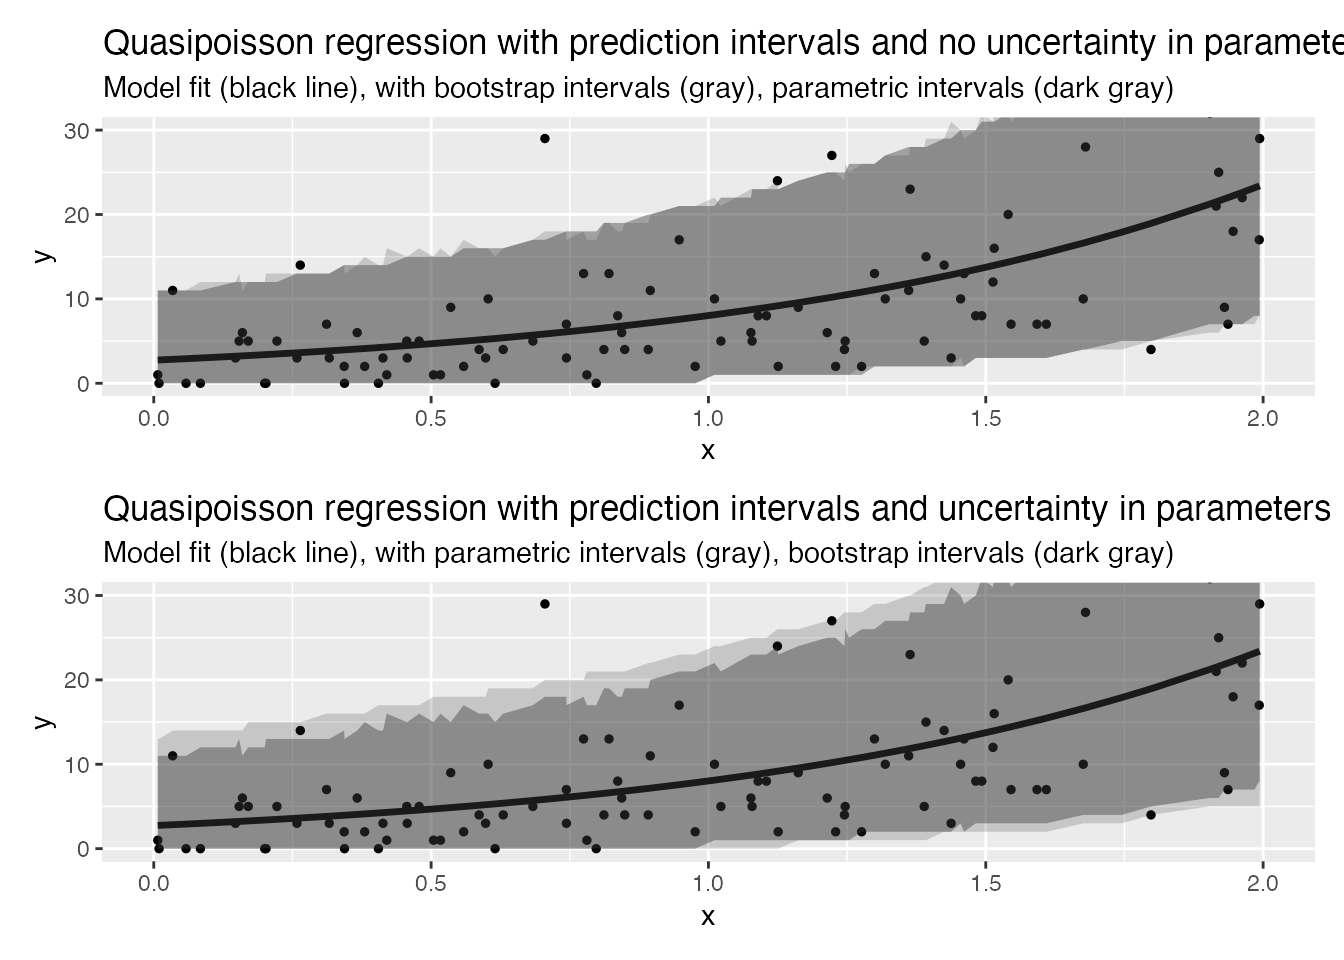 Quasipoisson regression with prediction intervals and no uncertainty in paramete
Model fit (black line), with bootstrap intervals (gray), parametric intervals (dark gray)
30
20
10
0
y
0.0 0.5 1.0 1.5 2.0
x
Quasipoisson regression with prediction intervals and uncertainty in parameters
Model fit (black line), with parametric intervals (gray), bootstrap intervals (dark gray)
30
20
10
0
y
0.0 0.5 1.0 1.5 2.0
x